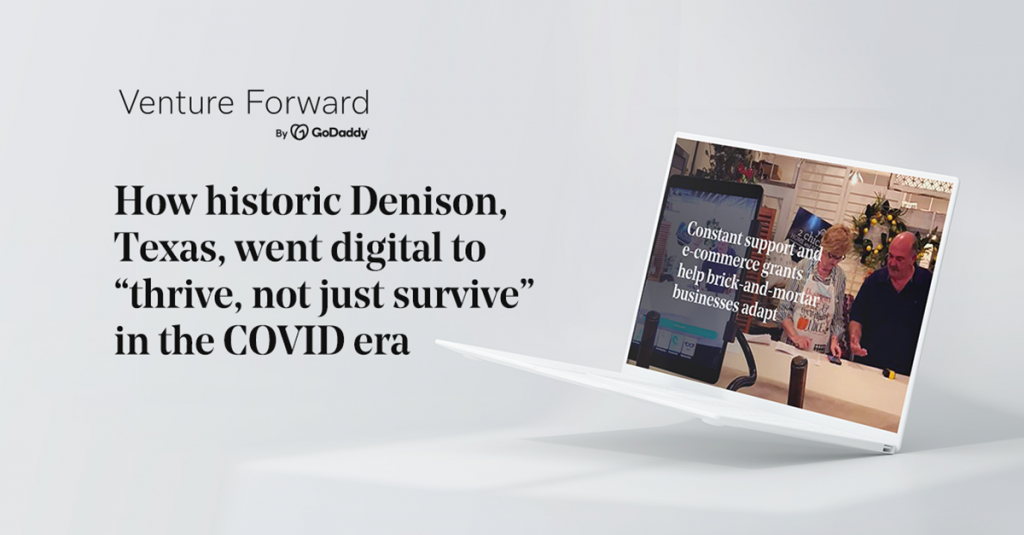 Venture Forward
By GoDaddy
How historic Denison,
Texas, went digital to
“thrive, not just survive”
in the COVID era
Constant support and
e-commerce grants
help brick-and-mortar
businesses adapt